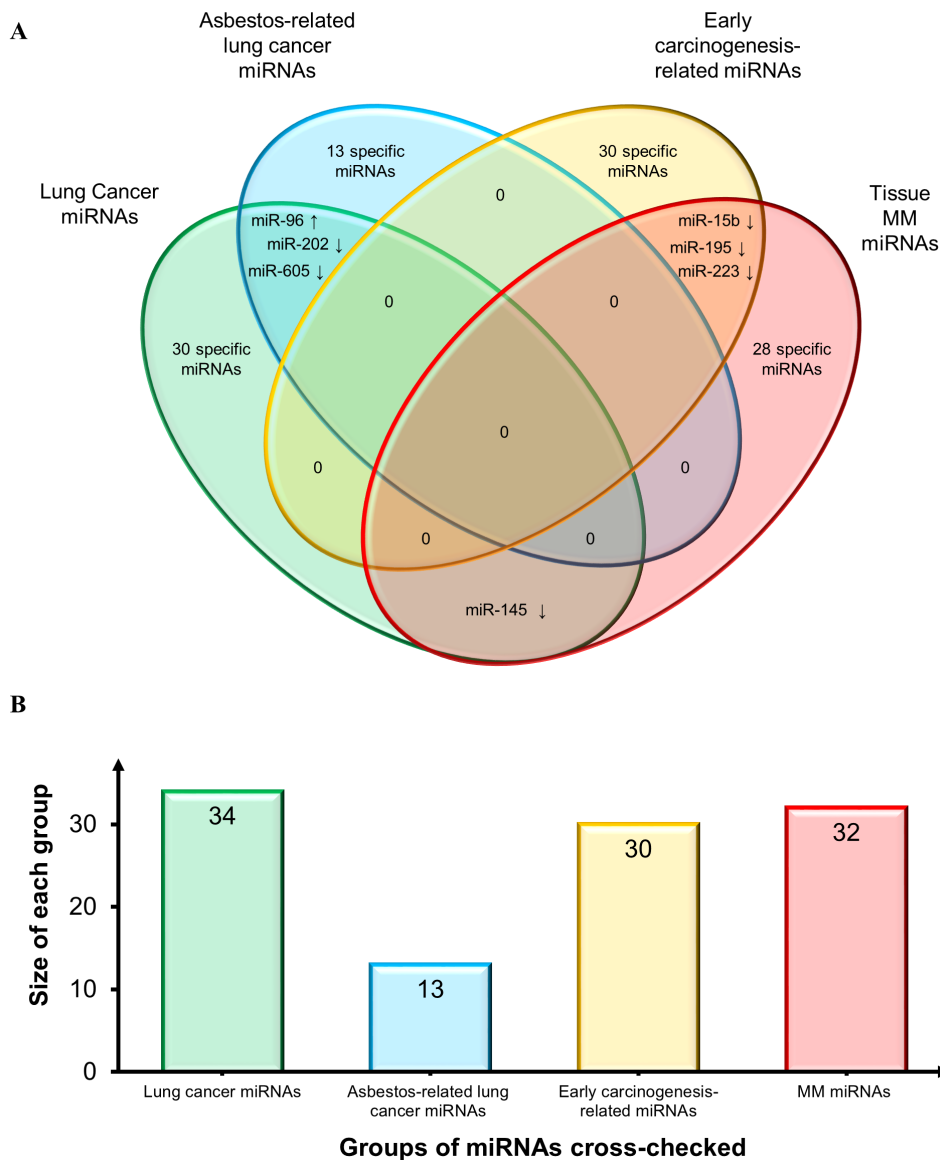 A
Asbestos-related
lung cancer
miRNAs
Early
carcinogenesis-
related miRNAs
Lung Cancer
miRNAs
Tissue
MM
miRNAs
13 specific
miRNAs
30 specific
miRNAs
0
miR-96 ↑
miR-202 ↓
miR-605 ↓
miR-15b ↓
miR-195 ↓
miR-223 ↓
0
0
30 specific
miRNAs
28 specific
miRNAs
0
0
0
0
0
miR-145 ↓
B
Size of each group
30
20
10
0
34
13
30
32
Lung cancer miRNAs
Asbestos-related lung
cancer miRNAs
Early carcinogenesis-
related miRNAs
MM miRNAs
Groups of miRNAs cross-checked